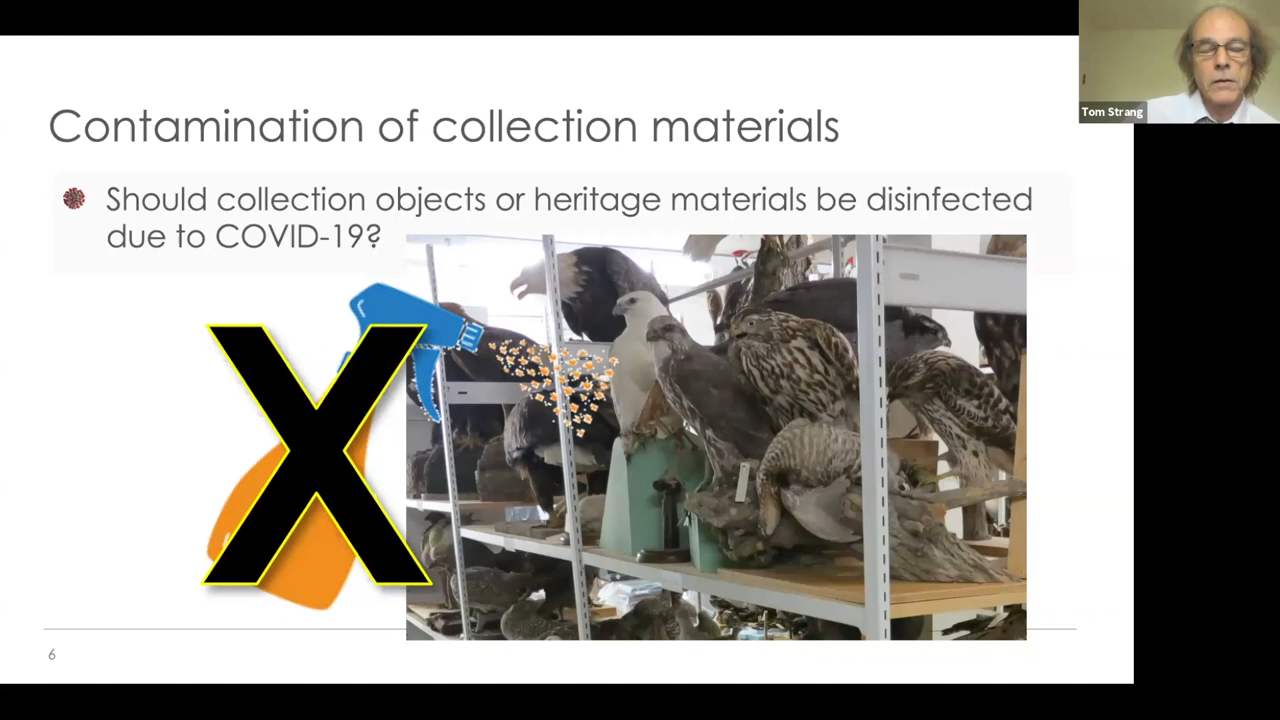 Tom Strang
Contamination of collection materials
Should collection objects or heritage materials be disinfected
due to COVID-19?
X
6